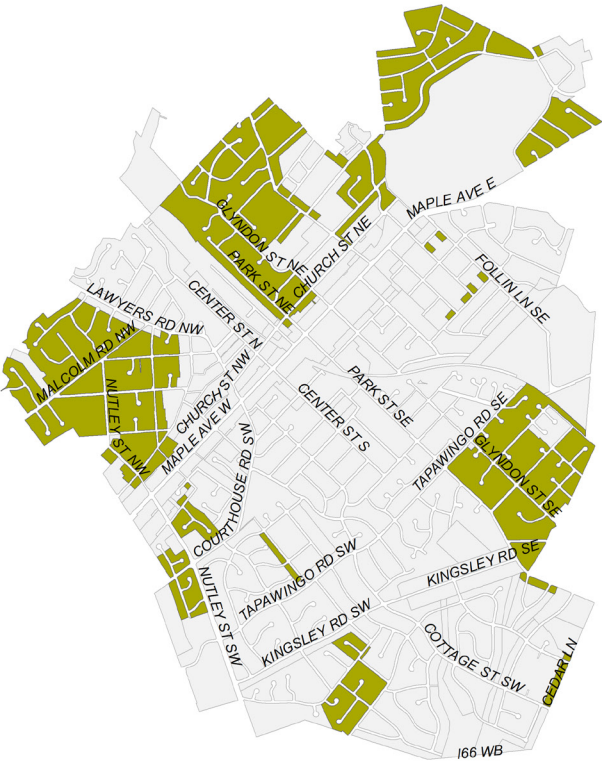 MAPLE AVE E
GLYNDON ST NE
CHURCH ST NE
PARK ST NE
FOLLIN LN SE
LAWYERS RD NW
CENTER ST N
MALCOLM RD NW
CHURCH ST NW
PARK ST SE
NUTLEY ST NW
MAPLE AVE W
CENTER ST S
TAPAWINGO RD SE
COURTHOUSE RD SW
GLYNDON ST SE
KINGSLEY RD SE
TAPAWINGO RD SW
NUTLEY ST SW
KINGSLEY RD SW
COTTAGE ST SW
CEDAR LN
I66 WB